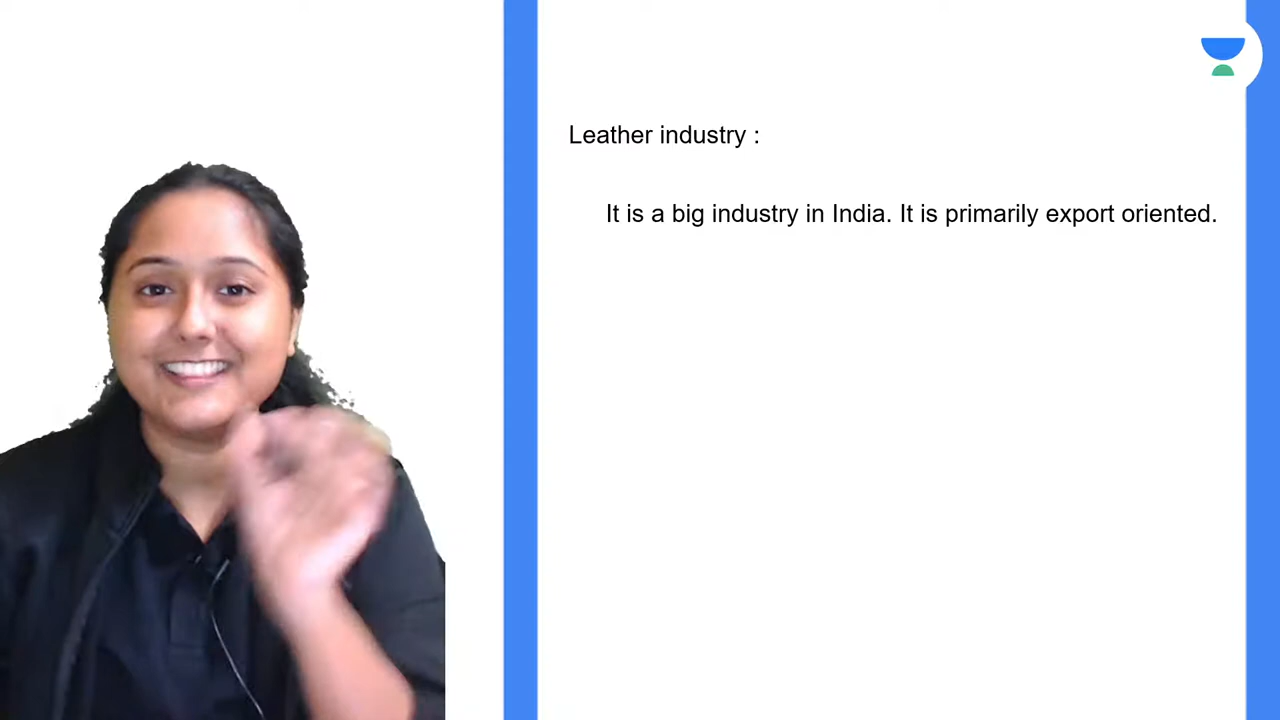 Leather industry :
It is a big industry in India. It is primarily export oriented.